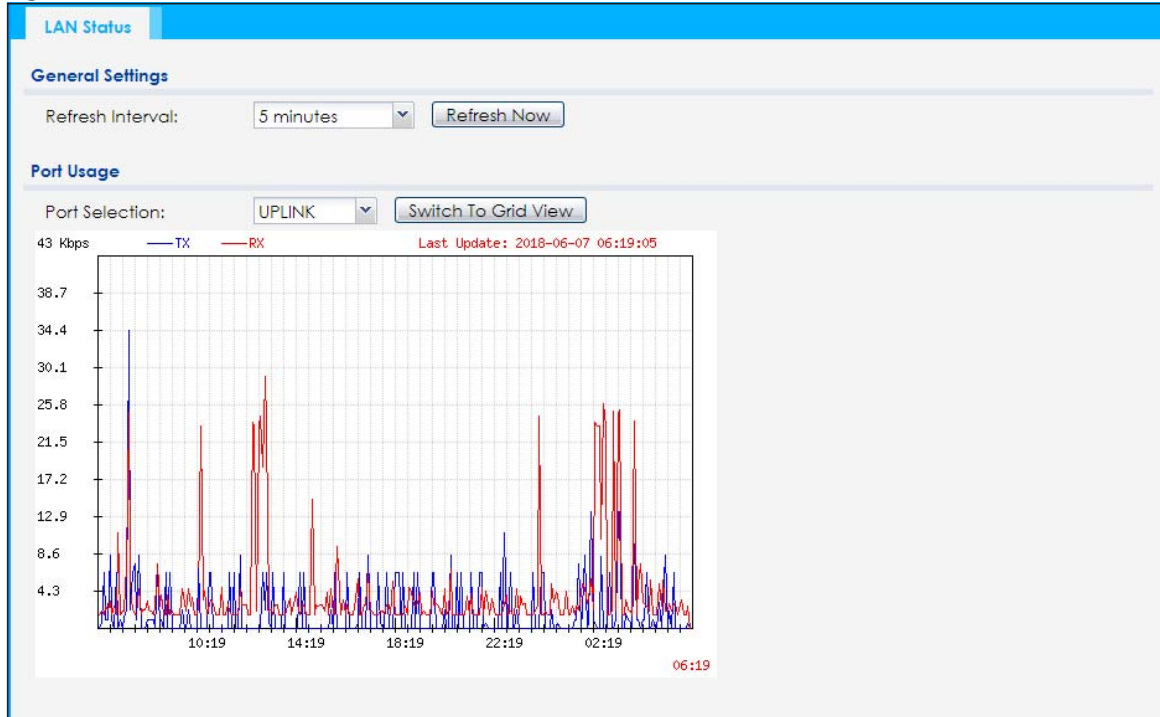 LAN Status
General Settings
Refresh Interval: 5 minutes Refresh Now
Port Usage
Port Selection: UPLINK Switch To Grid View
43 Kbps TX RX Last Update: 2018-06-07 06:19:05
38.7
34.4
30.1
25.8
21.5
17.2
12.9
8.6
4.3
10:19 14:19 18:19 22:19 02:19
06:19